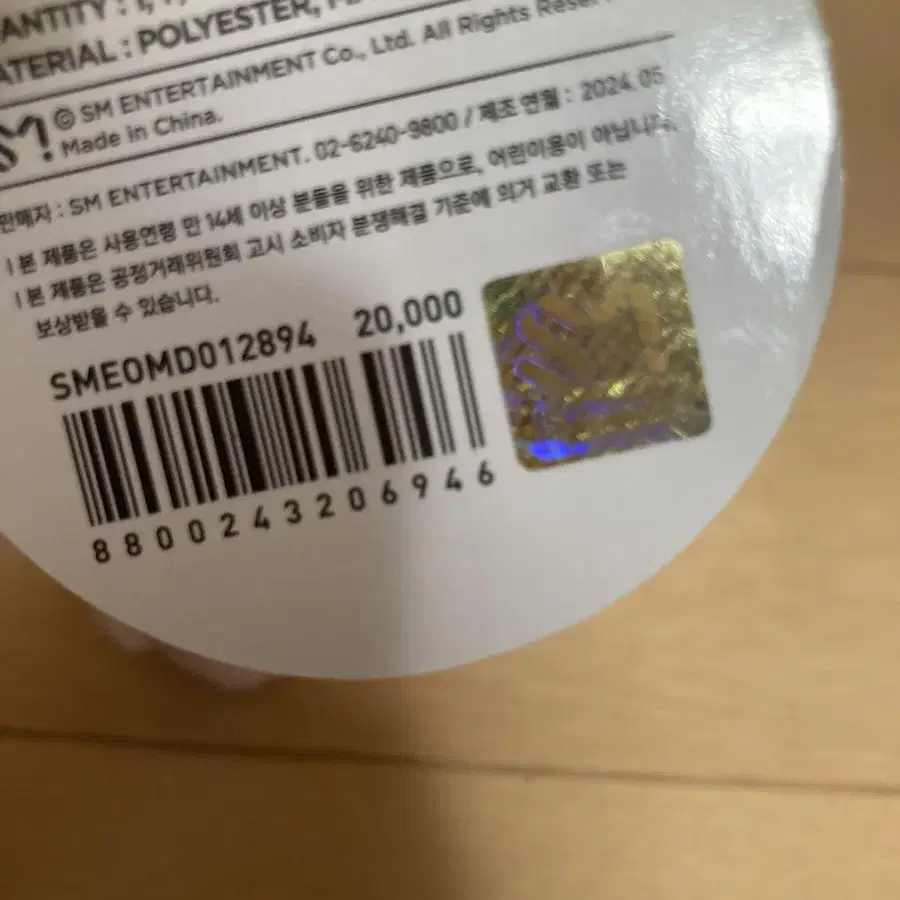 ANTITY : 1,
ATERIAL : POLYESTER,
SM! © SM ENTERTAINMENT Co., Ltd. All Rights Reser
Made in China.
판매자 : SM ENTERTAINMENT. 02-6240-9800 / 제조 연월 : 2024. 05
| 본 제품은 사용연령 만 14세 이상 분들을 위한 제품으로, 어린이용이 아닙니다.
| 본 제품은 공정거래위원회 고시 소비자 분쟁해결 기준에 의거 교환 또는
보상받을 수 있습니다.
SMEOMD012894 20,000
8800243206946